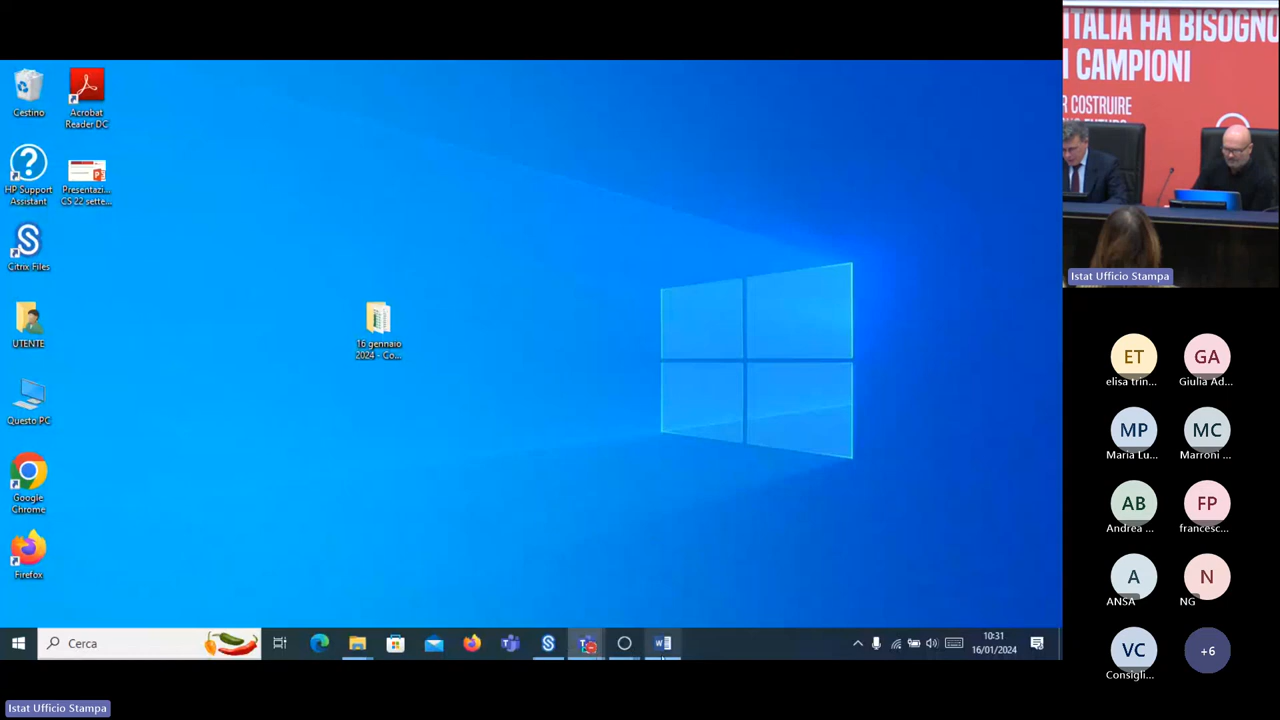 Cestino
Acrobat
Reader DC
HP Support
Assistant
Presentazi...
CS 22 sette...
Citrix Files
UTENTE
16 gennaio
2024 - Co...
Questo PC
Google
Chrome
Firefox
Cerca
10:31
16/01/2024
Istat Ufficio Stampa
ITALIA HA BISOGNO
I CAMPIONI
R COSTRUIRE
Istat Ufficio Stampa
ET
elisa trin...
GA
Giulia Ad...
MP
Maria Lu...
MC
Marroni ...
AB
Andrea ...
FP
francesc...
A
ANSA
N
NG
VC
Consigli...
+6